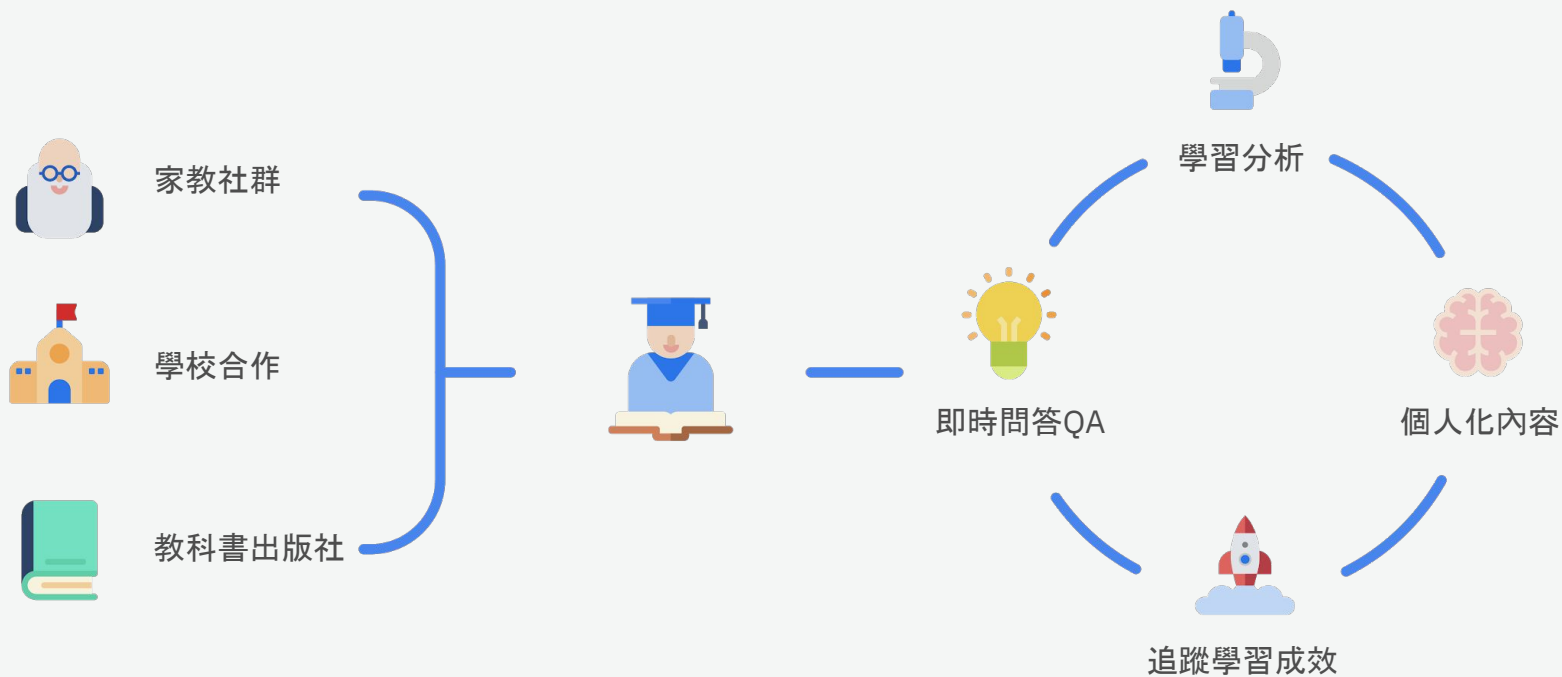 家教社群
學校合作
教科書出版社
學習分析
即時問答QA
個人化內容
追蹤學習成效